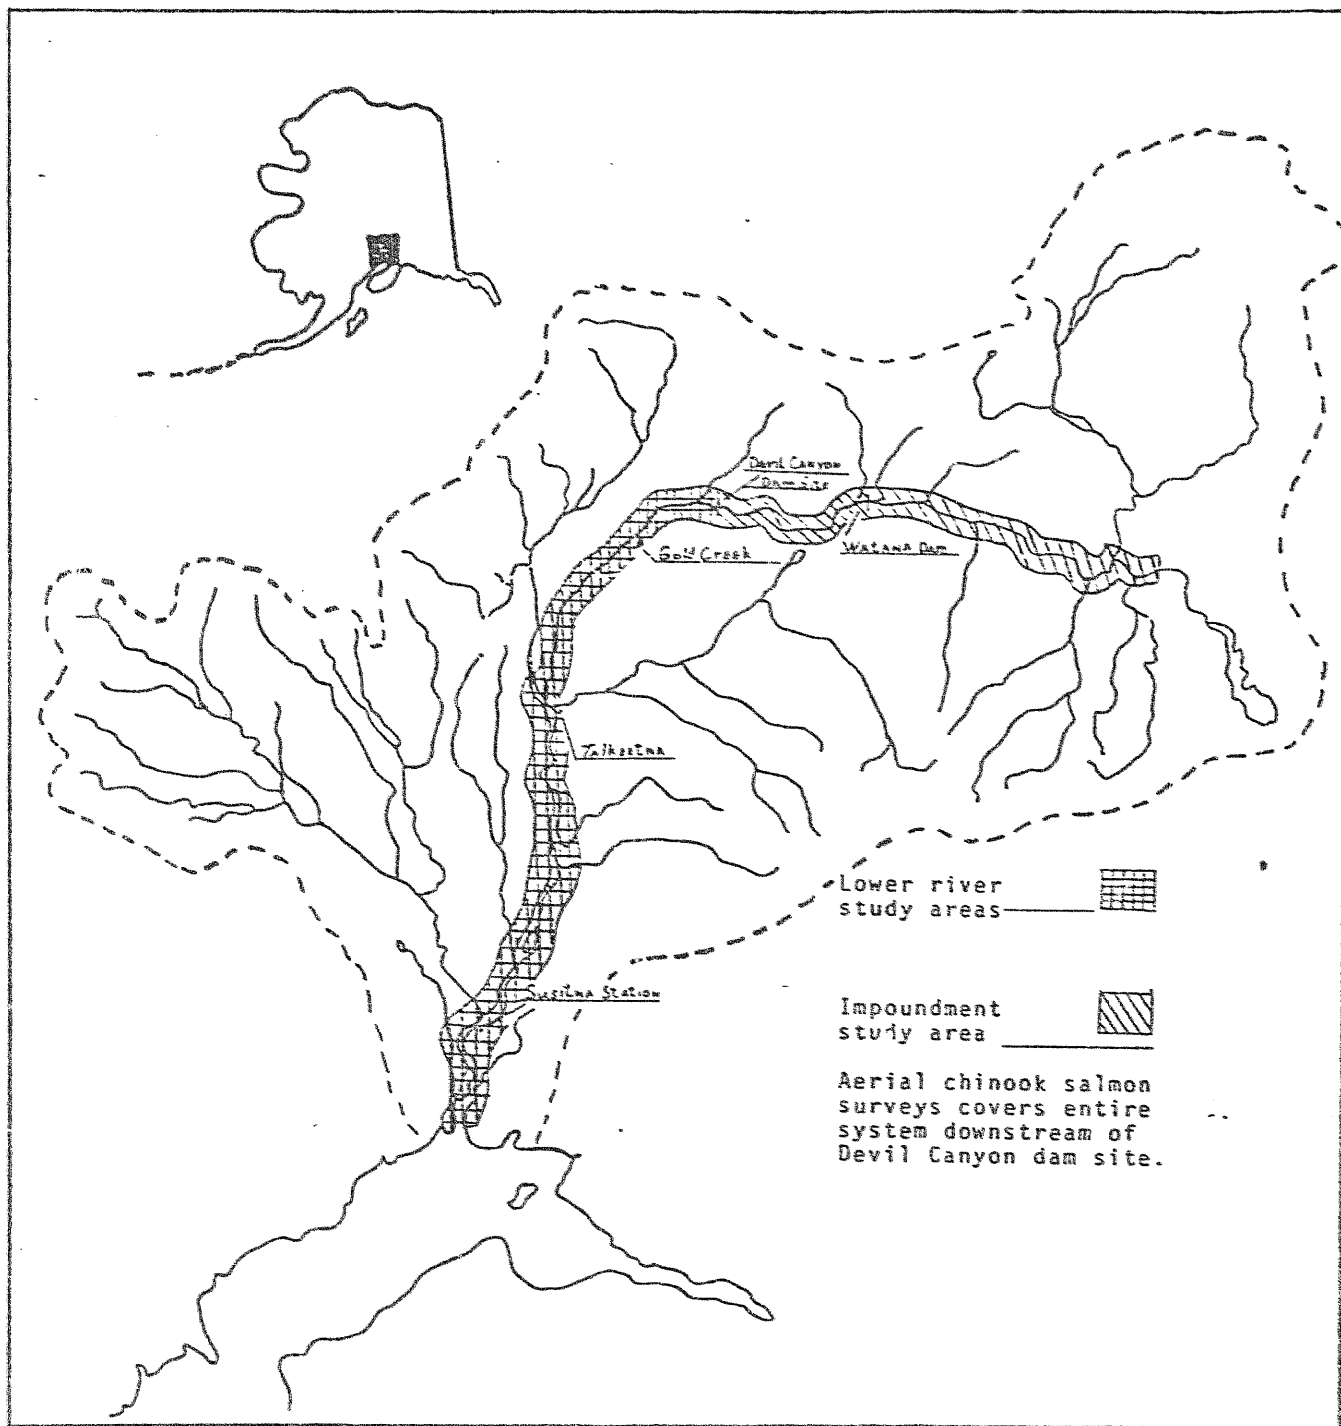 Devil Canyon
Dam Site
Gold Creek
Watana Dam
Talkeetna
Susitna Station
Lower river
study areas
Impoundment
study area
Aerial chinook salmon
surveys covers entire
system downstream of
Devil Canyon dam site.